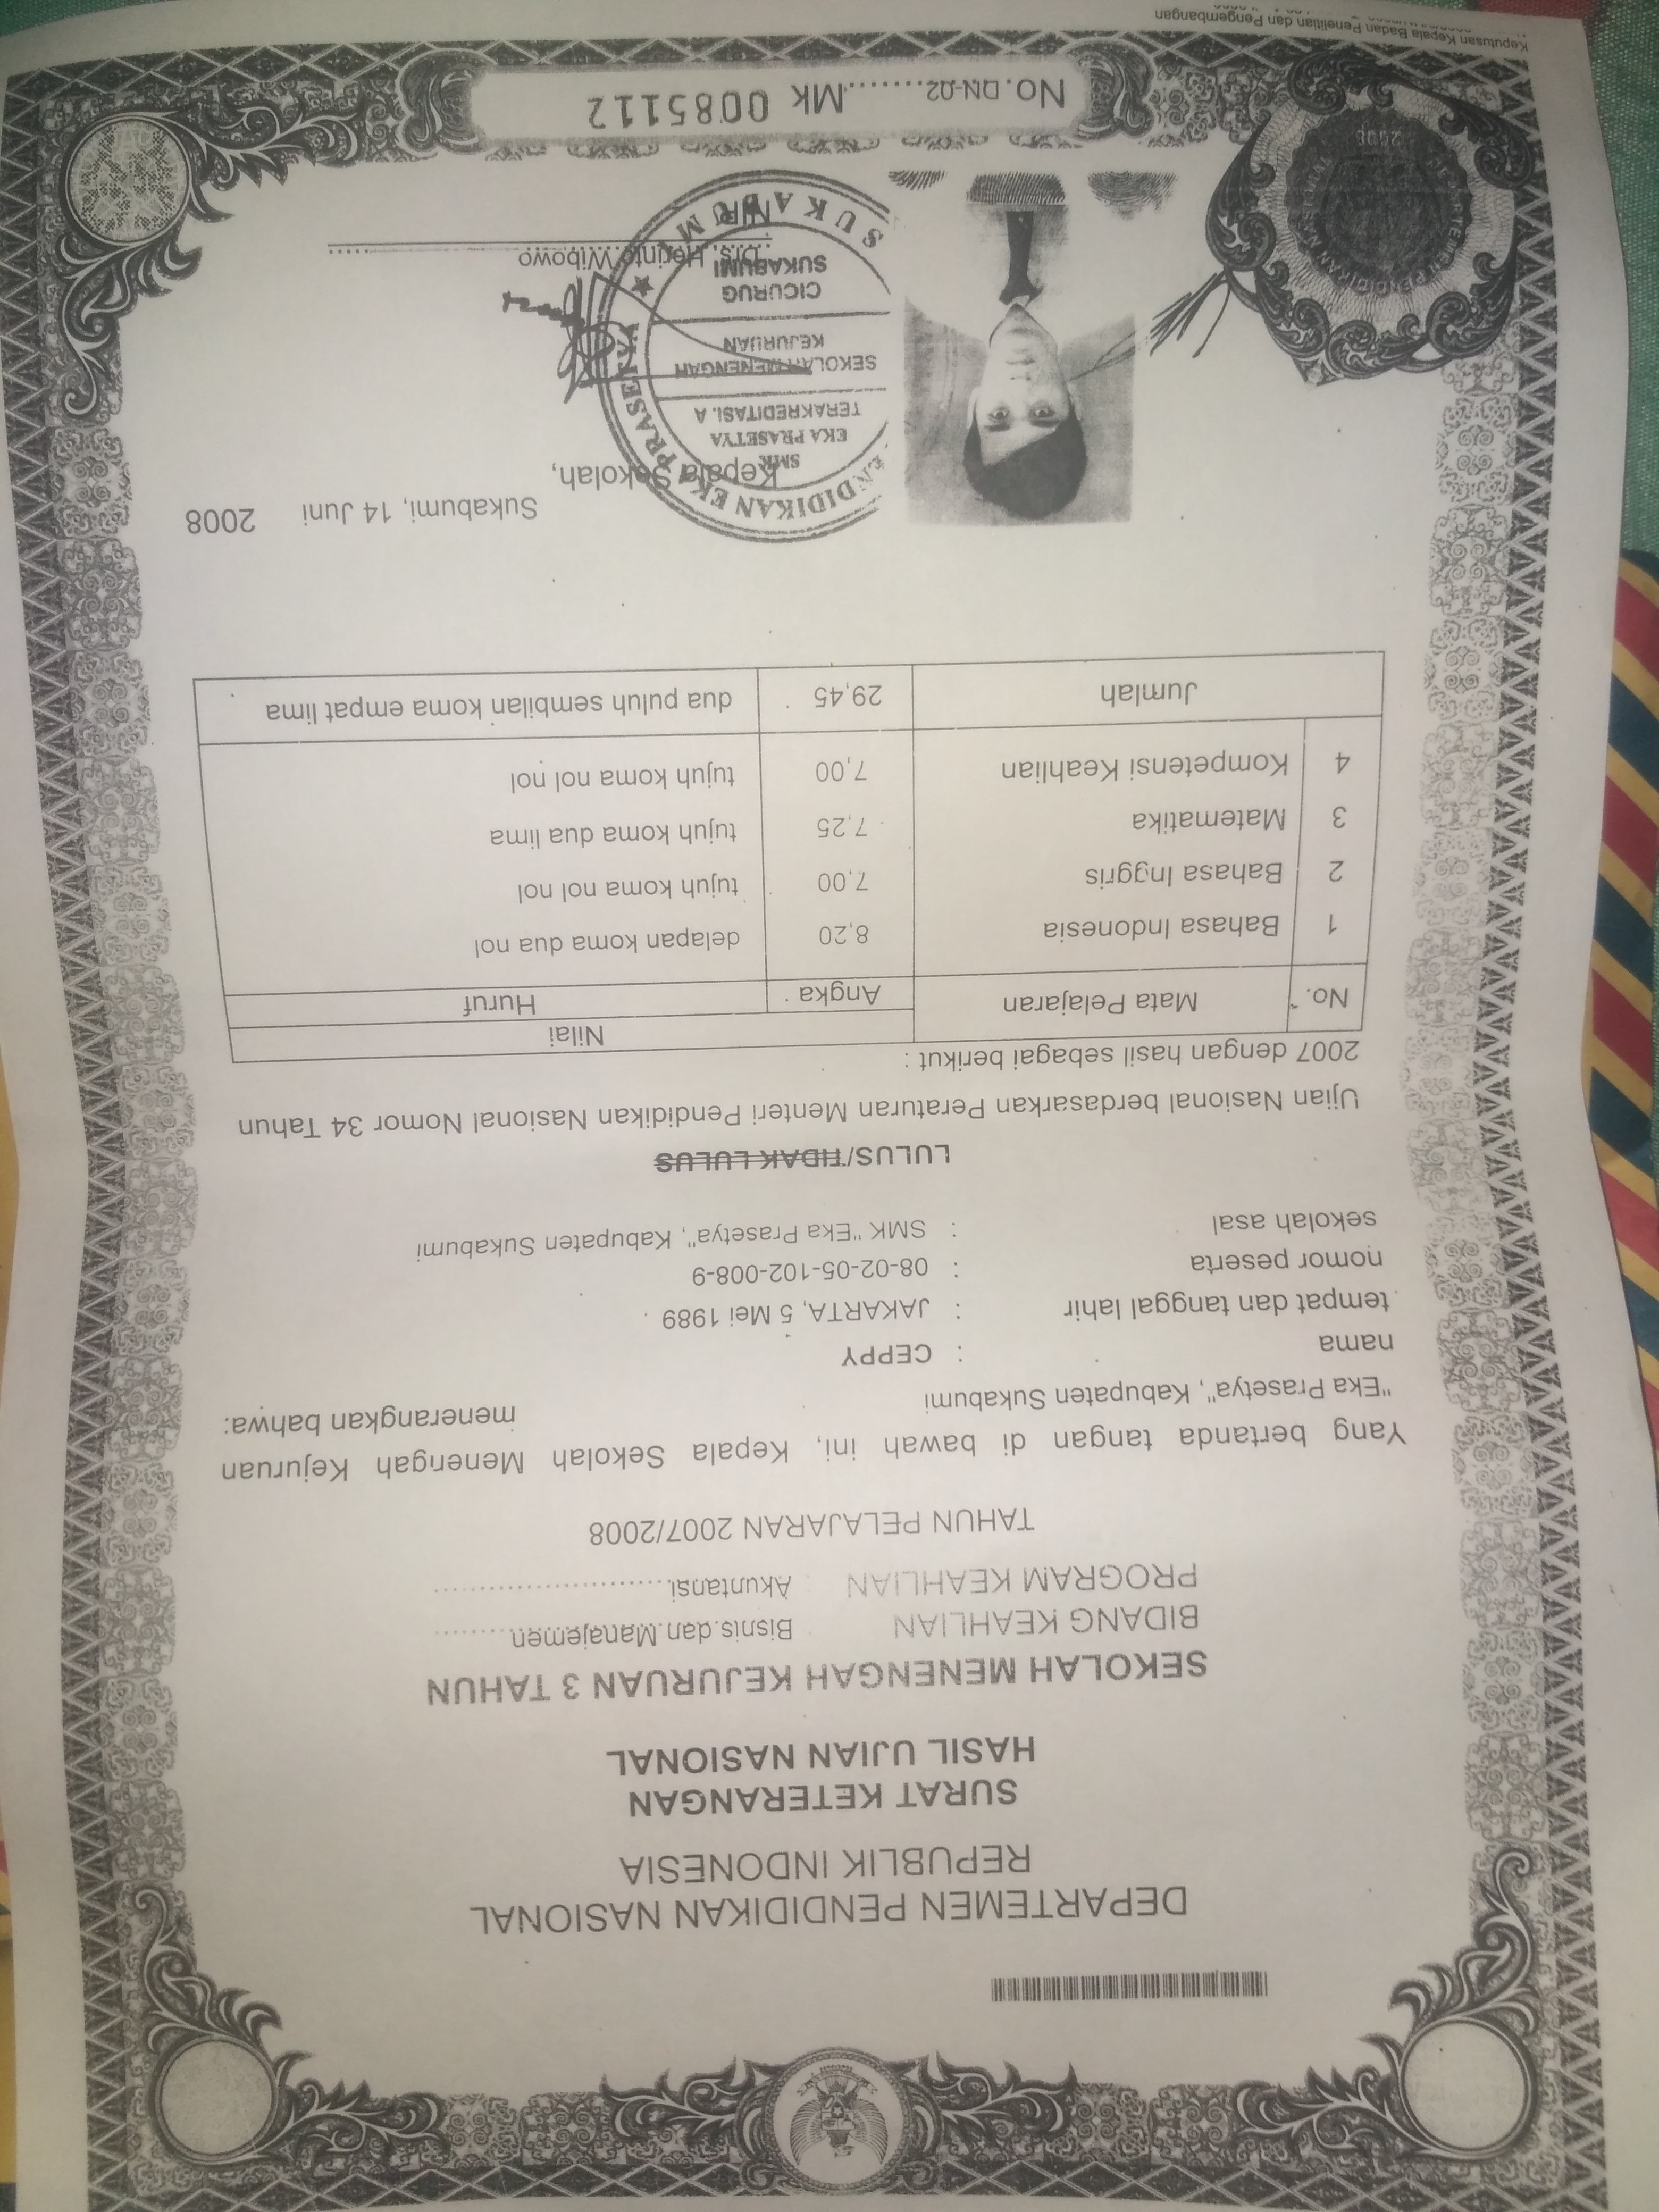 DEPARTEMEN PENDIDIKAN NASIONAL
REPUBLIK INDONESIA
SURAT KETERANGAN
HASIL UJIAN NASIONAL
SEKOLAH MENENGAH KEJURUAN 3 TAHUN
BIDANG KEAHLIAN : Bisnis dan Manajemen
PROGRAM KEAHLIAN : Akuntansi
TAHUN PELAJARAN 2007/2008
Yang bertanda tangan di bawah ini, Kepala Sekolah Menengah Kejuruan
"Eka Prasetya", Kabupaten Sukabumi menerangkan bahwa:
nama : CEPPY
tempat dan tanggal lahir : JAKARTA, 5 Mei 1989
nomor peserta : 08-02-05-102-008-9
sekolah asal : SMK "Eka Prasetya", Kabupaten Sukabumi
LULUS/TIDAK LULUS
Ujian Nasional berdasarkan Peraturan Menteri Pendidikan Nasional Nomor 34 Tahun
2007 dengan hasil sebagai berikut :
No. Mata Pelajaran Nilai
Angka Huruf
1 Bahasa Indonesia 8,20 delapan koma dua nol
2 Bahasa Inggris 7,00 tujuh koma nol nol
3 Matematika 7,25 tujuh koma dua lima
4 Kompetensi Keahlian 7,00 tujuh koma nol nol
Jumlah 29,45 dua puluh sembilan koma empat lima
Sukabumi, 14 Juni 2008
Kepala Sekolah,
ENDIDIKAN EKA PRASETYA
SMK
EKA PRASETYA
TERAKREDITASI. A
SEKOLAH MENENGAH
KEJURUAN
CICURUG
SUKABUMI
SUKABUMI
Drs. Herinto Wibowo
NIP.
No. DN-02........Mk 0085112
Keputusan Kepala Badan Penelitian dan Pengembangan